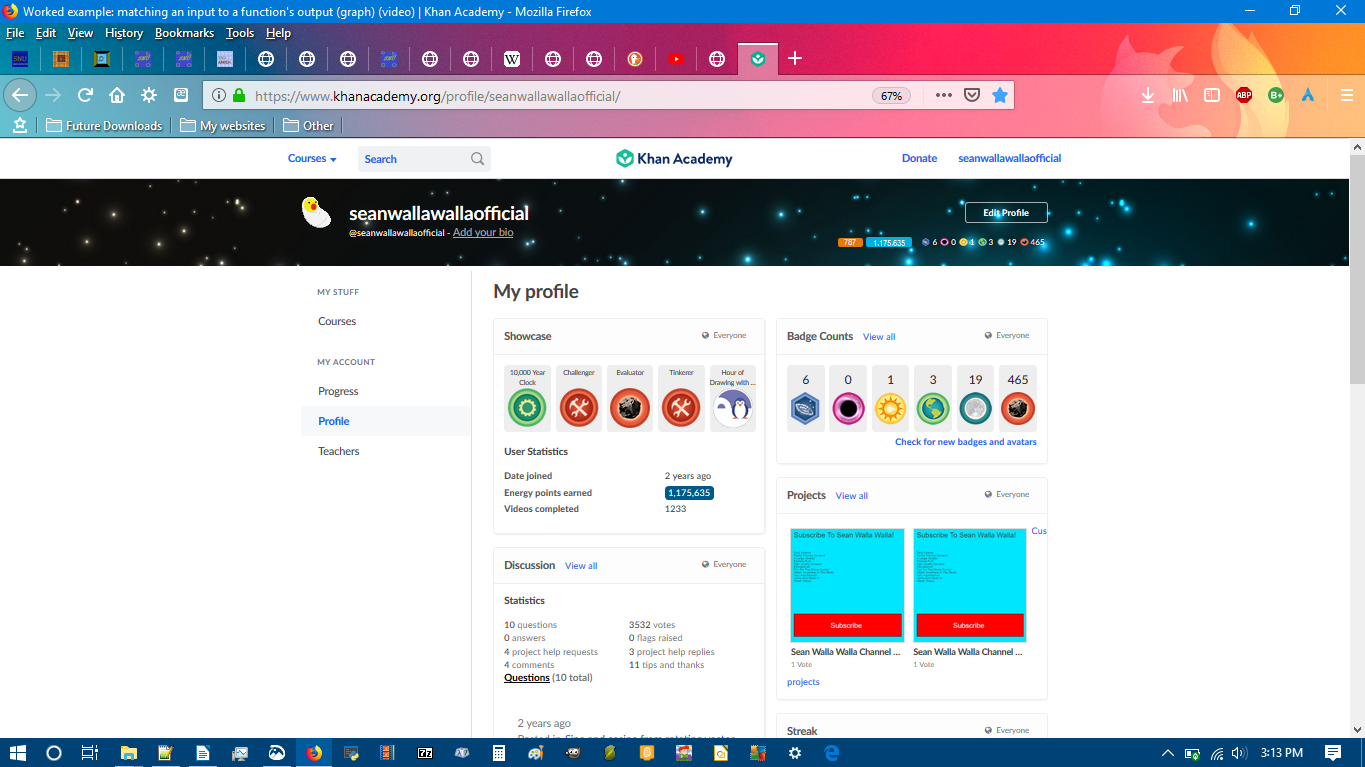 Worked example: matching an input to a function's output (graph) (video) | Khan Academy - Mozilla Firefox
File Edit View History Bookmarks Tools Help
https://www.khanacademy.org/profile/seanwallawallaofficial/ 67%
ABP B+
Future Downloads My websites Other
Courses Search Khan Academy Donate seanwallawallaofficial
seanwallawallaofficial
Edit Profile
@seanwallawallaofficial - Add your bio
787 1,175,635 6 0 1 3 19 465
MY STUFF
Courses
MY ACCOUNT
Progress
Profile
Teachers
My profile
Showcase Everyone
10,000 Year Clock
Challenger
Evaluator
Tinkerer
Hour of Drawing with ...
User Statistics
Date joined 2 years ago
Energy points earned 1,175,635
Videos completed 1233
Discussion View all Everyone
Statistics
10 questions 3532 votes
0 answers 0 flags raised
4 project help requests 3 project help replies
4 comments 11 tips and thanks
Questions (10 total)
2 years ago
Badge Counts View all Everyone
6 0 1 3 19 465
Check for new badges and avatars
Projects View all Everyone
Subscribe To Sean Walla Walla! Subscribe To Sean Walla Walla! Cus
Subscribe Subscribe
Sean Walla Walla Channel ... Sean Walla Walla Channel ...
1 Vote 1 Vote
projects
Streak Everyone
3:13 PM